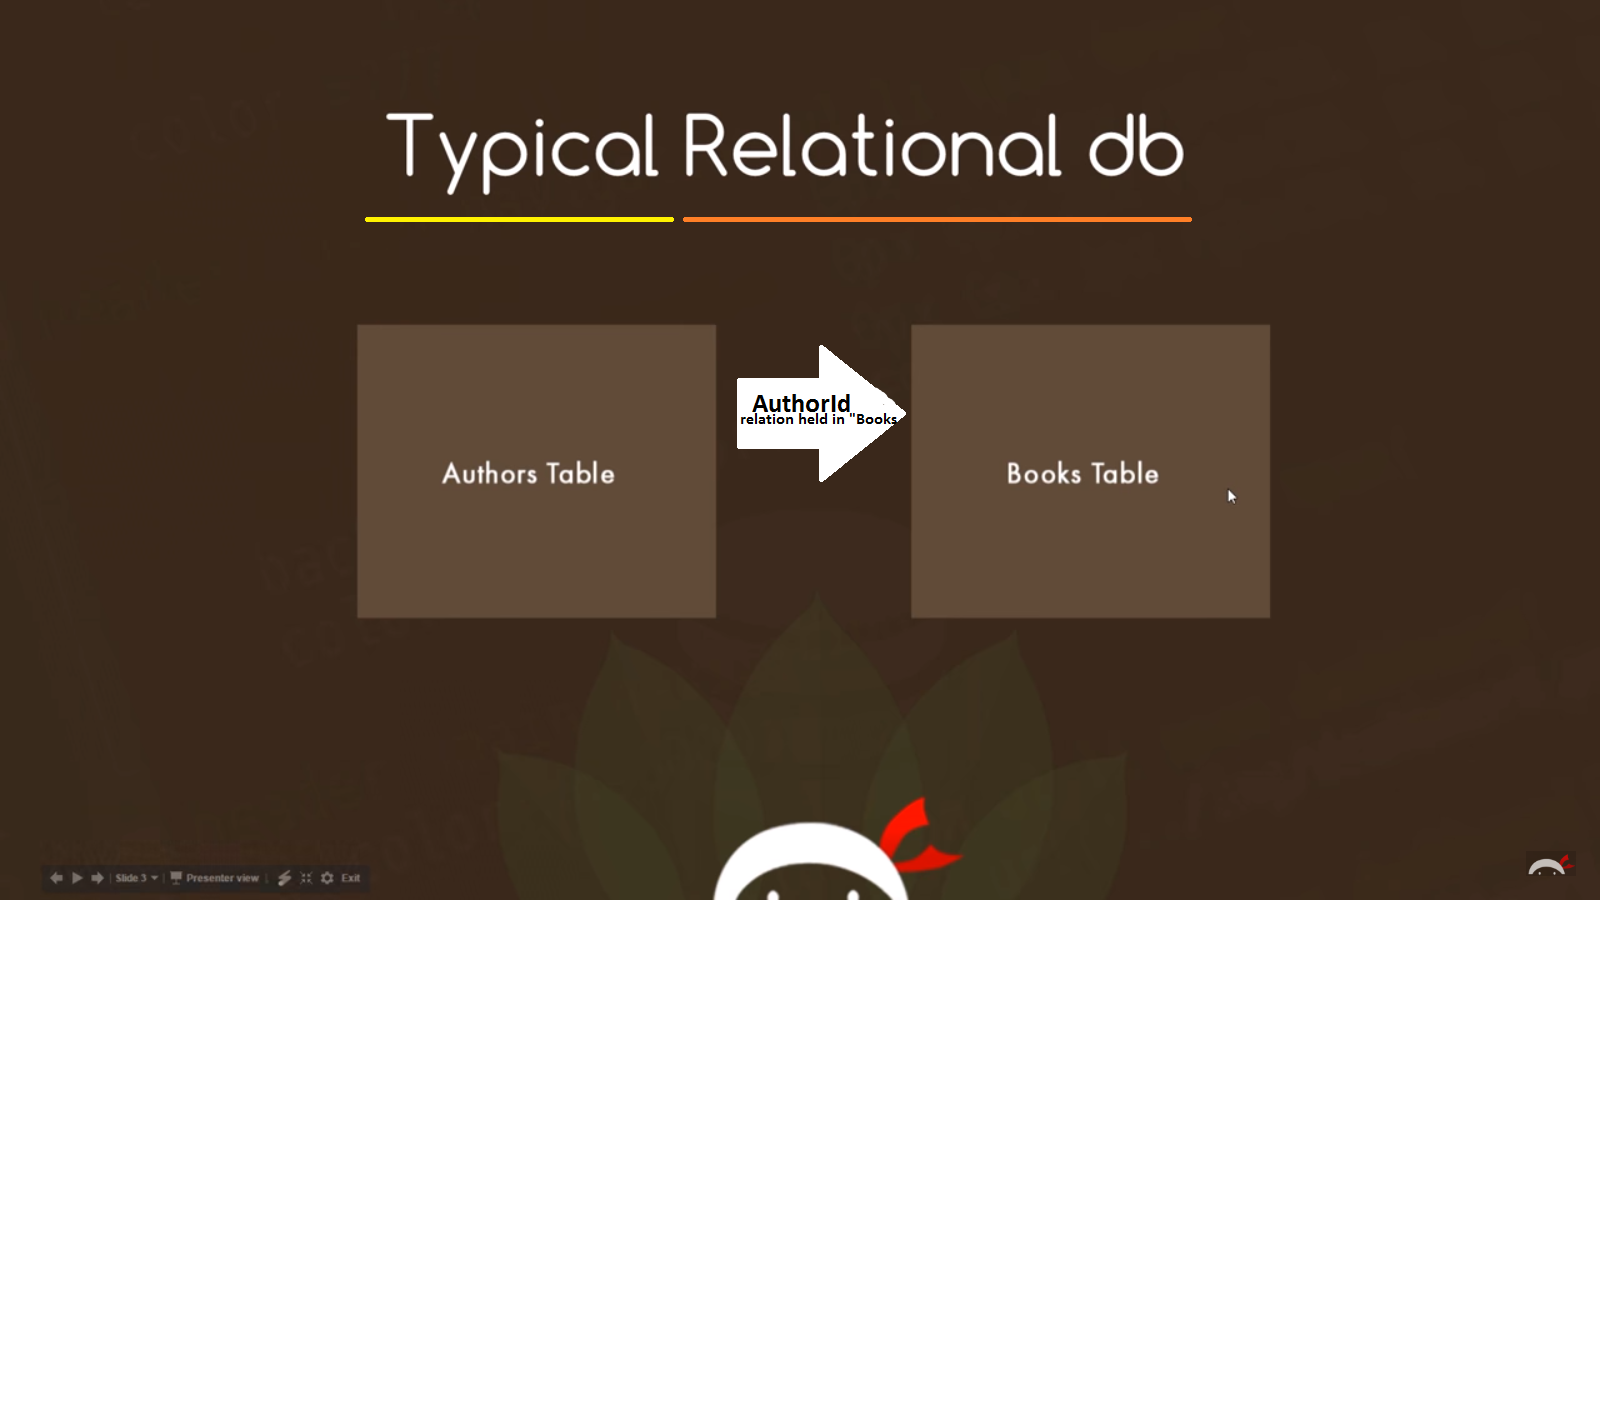 Typical Relational db
AuthorId
relation held in "Books
Authors Table
Books Table
Slide 3
Presenter view
Exit